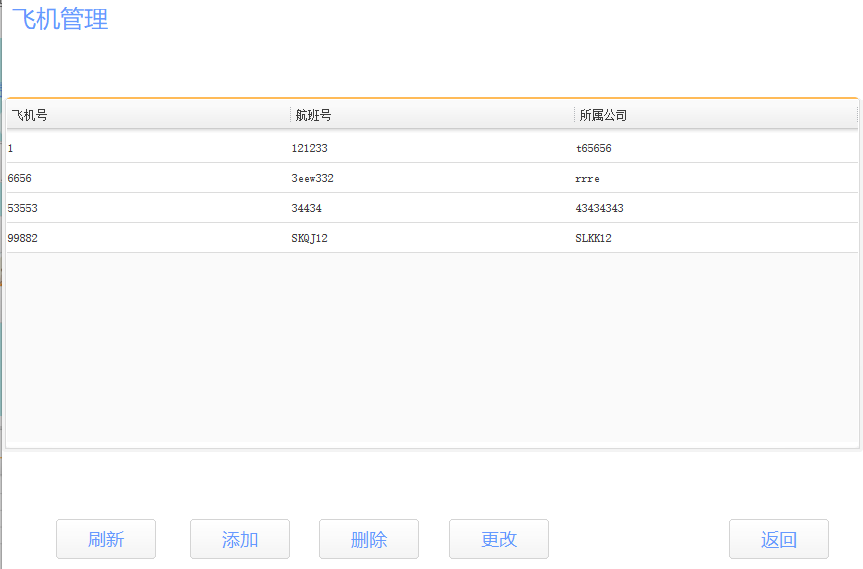 飞机管理
飞机号 航班号 所属公司
1 121233 t65656
6656 3eew332 rrre
53553 34434 43434343
99882 SKQJ12 SLKK12
刷新 添加 删除 更改 返回